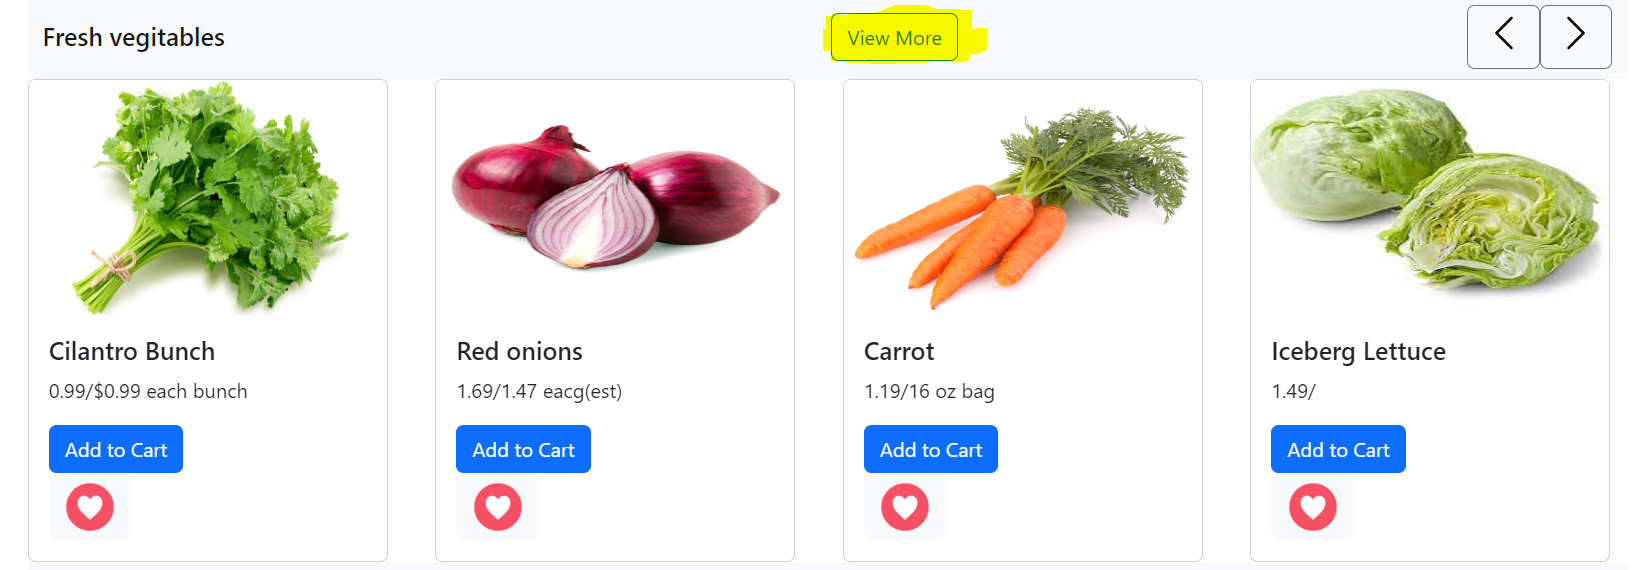 Fresh vegitables
View More
Cilantro Bunch
0.99/$0.99 each bunch
Add to Cart
Red onions
1.69/1.47 eacg(est)
Add to Cart
Carrot
1.19/16 oz bag
Add to Cart
Iceberg Lettuce
1.49/
Add to Cart